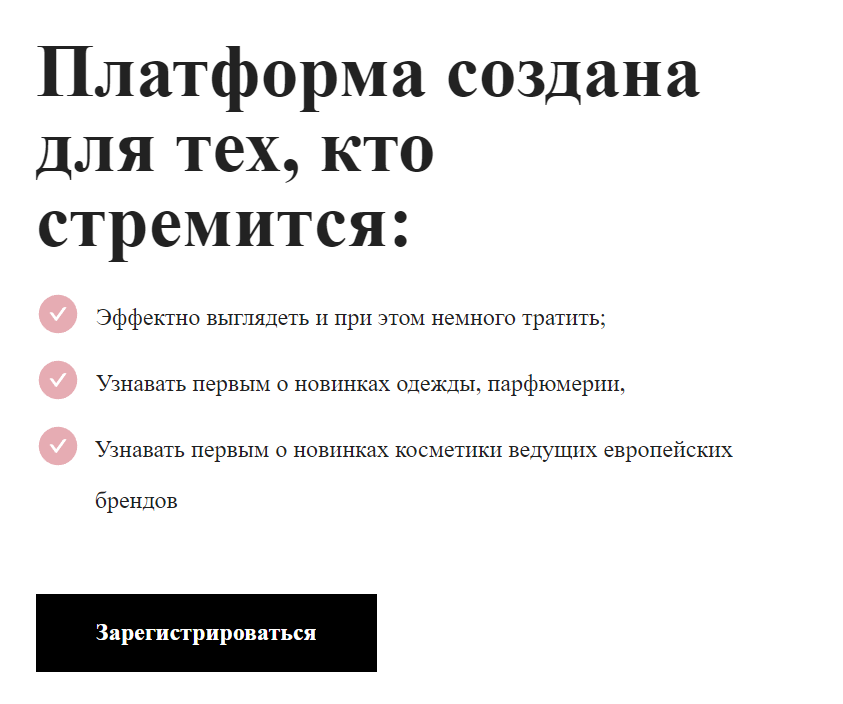 Платформа создана
для тех, кто
стремится:
Эффектно выглядеть и при этом немного тратить;
Узнавать первым о новинках одежды, парфюмерии,
Узнавать первым о новинках косметики ведущих европейских
брендов
Зарегистрироваться